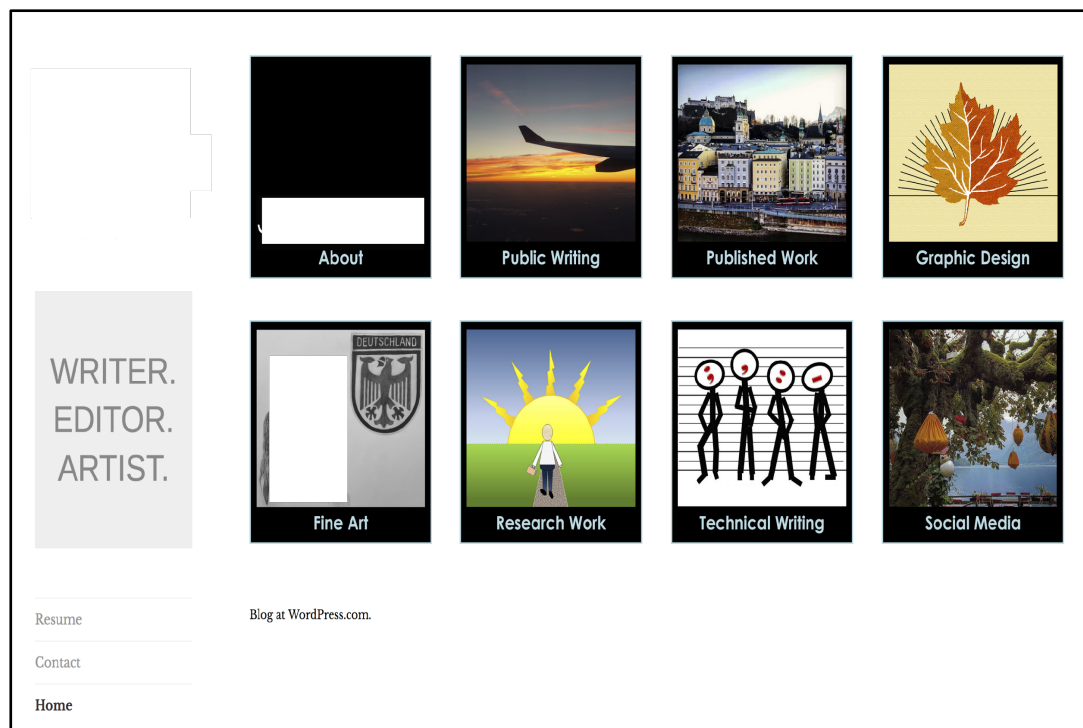 About
Public Writing
Published Work
Graphic Design
WRITER.
EDITOR.
ARTIST.
DEUTSCHLAND
Fine Art
Research Work
Technical Writing
Social Media
Resume
Contact
Home
Blog at WordPress.com.